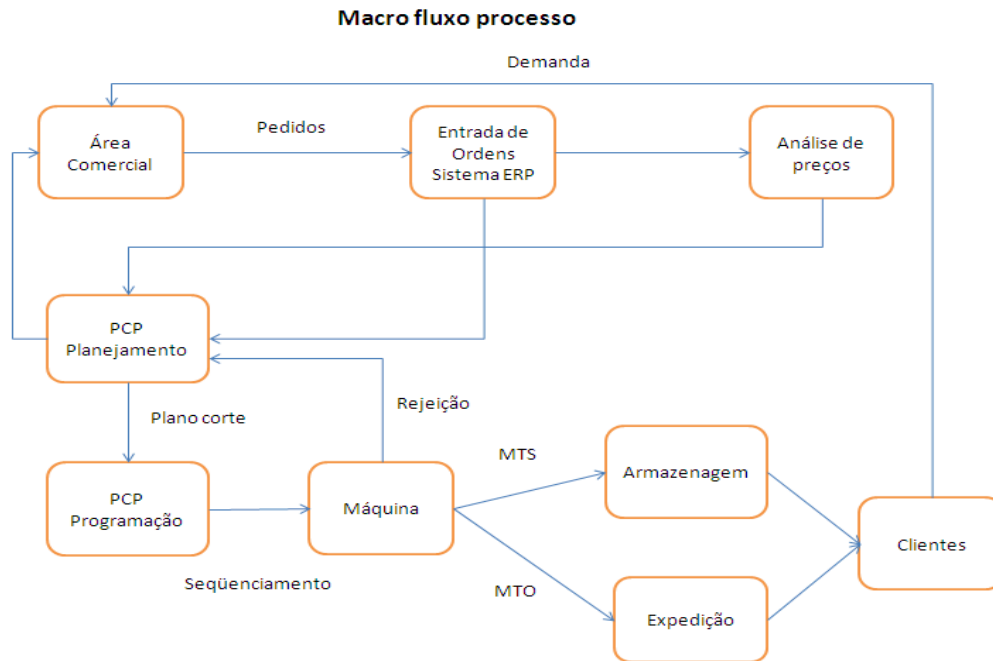 Macro fluxo processo
Demanda
Área
Comercial
Pedidos
Entrada de
Ordens
Sistema ERP
Análise de
preços
PCP
Planejamento
Plano corte
Rejeição
PCP
Programação
Seqüenciamento
Máquina
MTS
MTO
Armazenagem
Expedição
Clientes